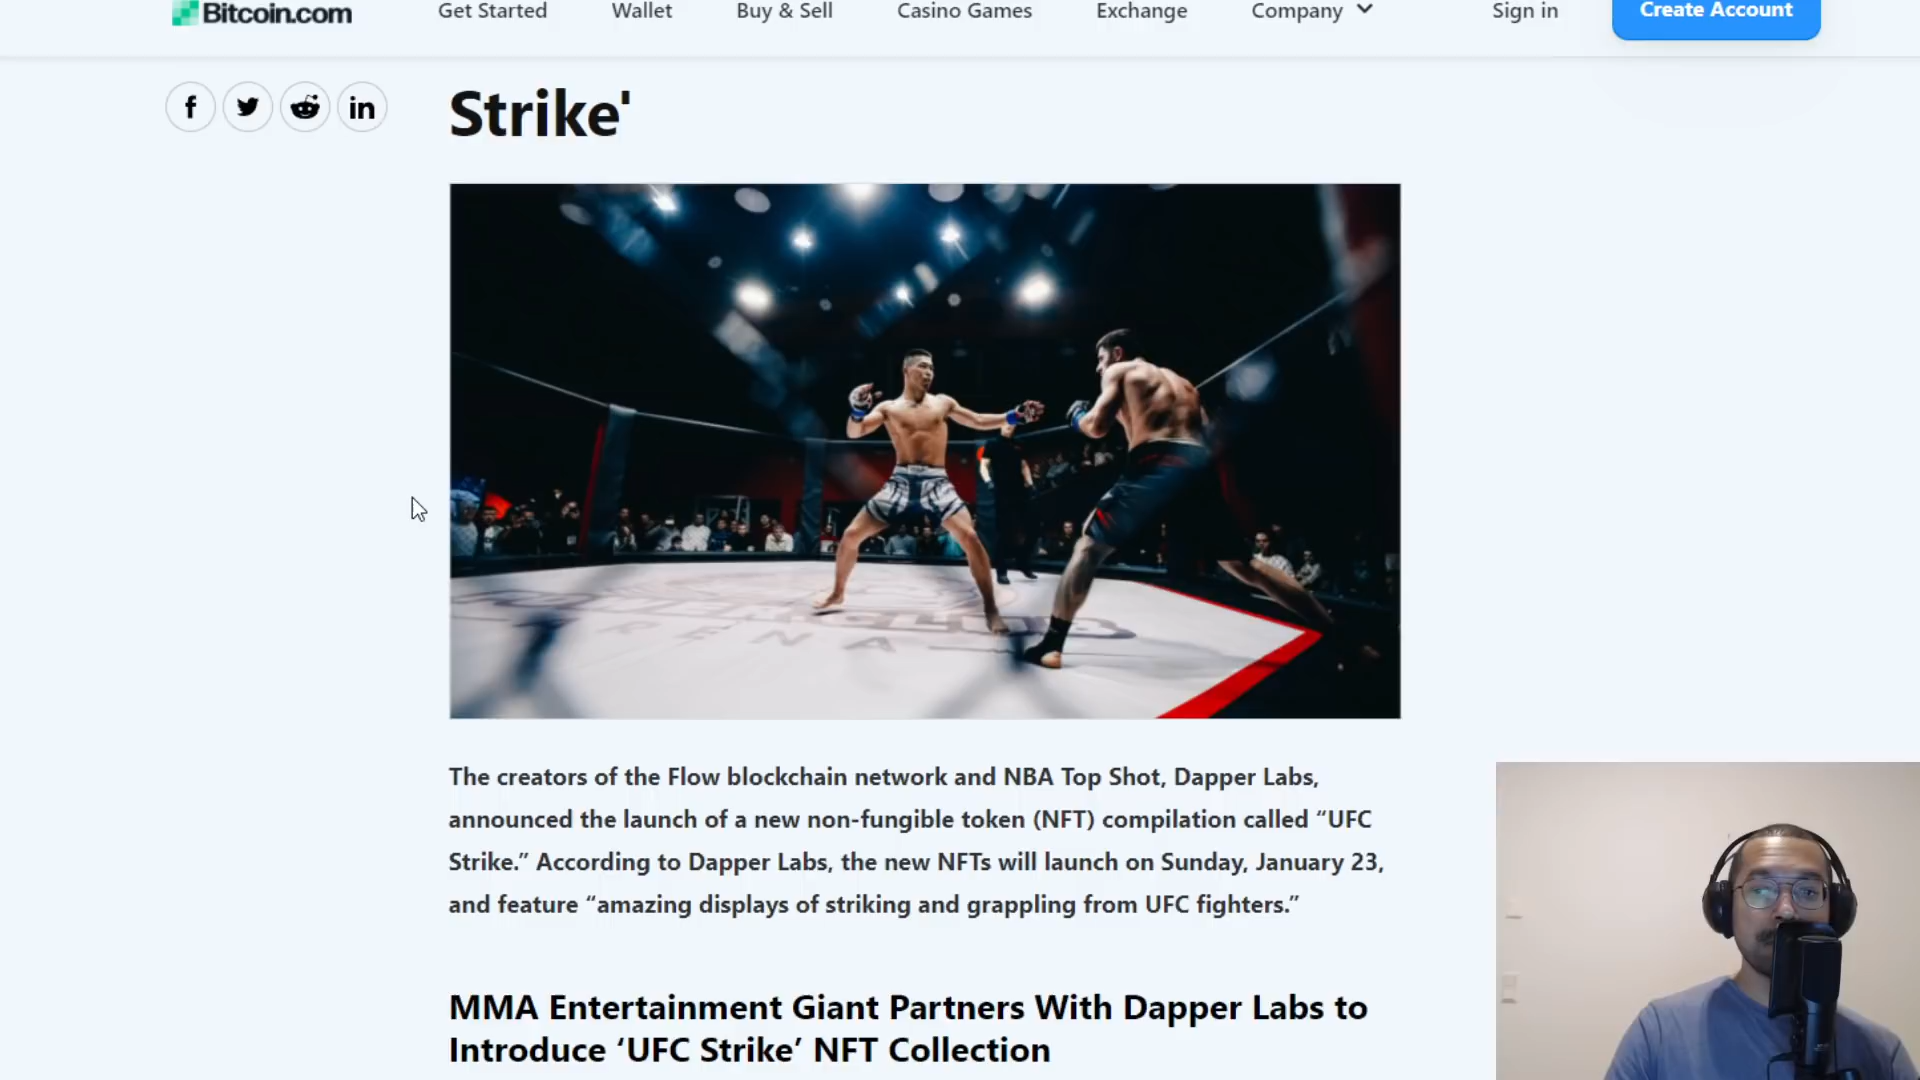 Bitcoin.com
Get Started
Wallet
Buy & Sell
Casino Games
Exchange
Company
Sign in
Create Account
Strike'
ARENA
The creators of the Flow blockchain network and NBA Top Shot, Dapper Labs,
announced the launch of a new non-fungible token (NFT) compilation called “UFC
Strike.” According to Dapper Labs, the new NFTs will launch on Sunday, January 23,
and feature “amazing displays of striking and grappling from UFC fighters.”
MMA Entertainment Giant Partners With Dapper Labs to
Introduce ‘UFC Strike’ NFT Collection